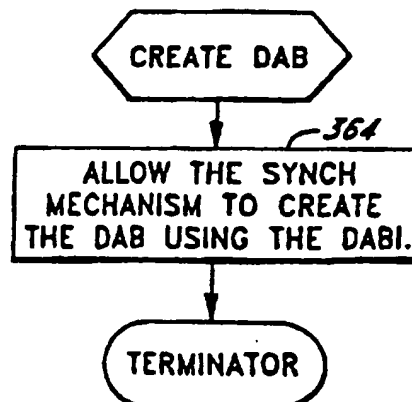 CREATE DAB
364
ALLOW THE SYNCH
MECHANISM TO CREATE
THE DAB USING THE DABI.
TERMINATOR